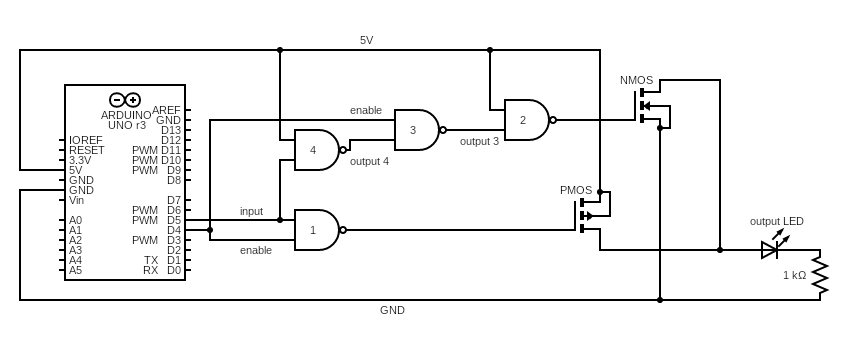 5V
NMOS
AREF
ARDUINO
UNO r3
GND
D13
IOREF
D12
RESET
PWM D11
3.3V
PWM D10
5V
PWM D9
GND
D8
GND
Vin
D7
PWM D6
A0
PWM D5
A1
D4
A2
PWM D3
A3
D2
A4
TX D1
A5
RX D0
enable
4
output 4
3
output 3
2
input
enable
1
PMOS
output LED
1 kΩ
GND